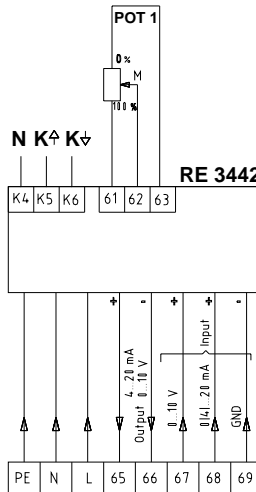 POT 1
0%
M
100%
N K K
RE 3442
K4 K5 K6 61 62 63
+ - + + -
4...20 mA
Output 0...10 V
0...10 V
0(4)...20 mA
Input
GND
PE N L 65 66 67 68 69